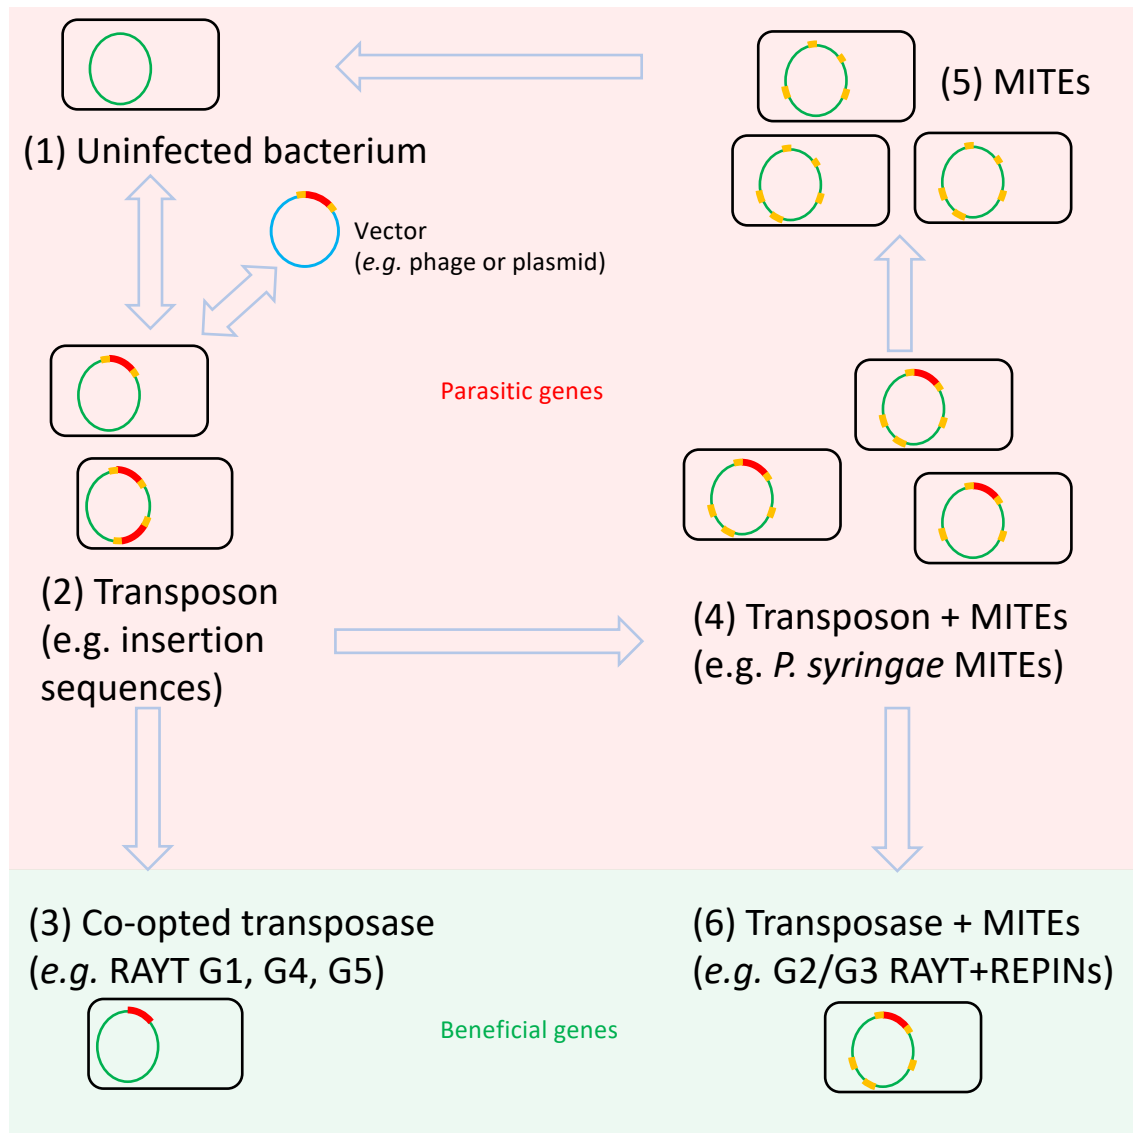 (5) MITEs
(1) Uninfected bacterium
Vector
(e.g. phage or plasmid)
Parasitic genes
(2) Transposon
(e.g. insertion
sequences)
(4) Transposon + MITEs
(e.g. P. syringae MITEs)
(3) Co-opted transposase
(e.g. RAYT G1, G4, G5)
(6) Transposase + MITEs
(e.g. G2/G3 RAYT+REPINs)
Beneficial genes